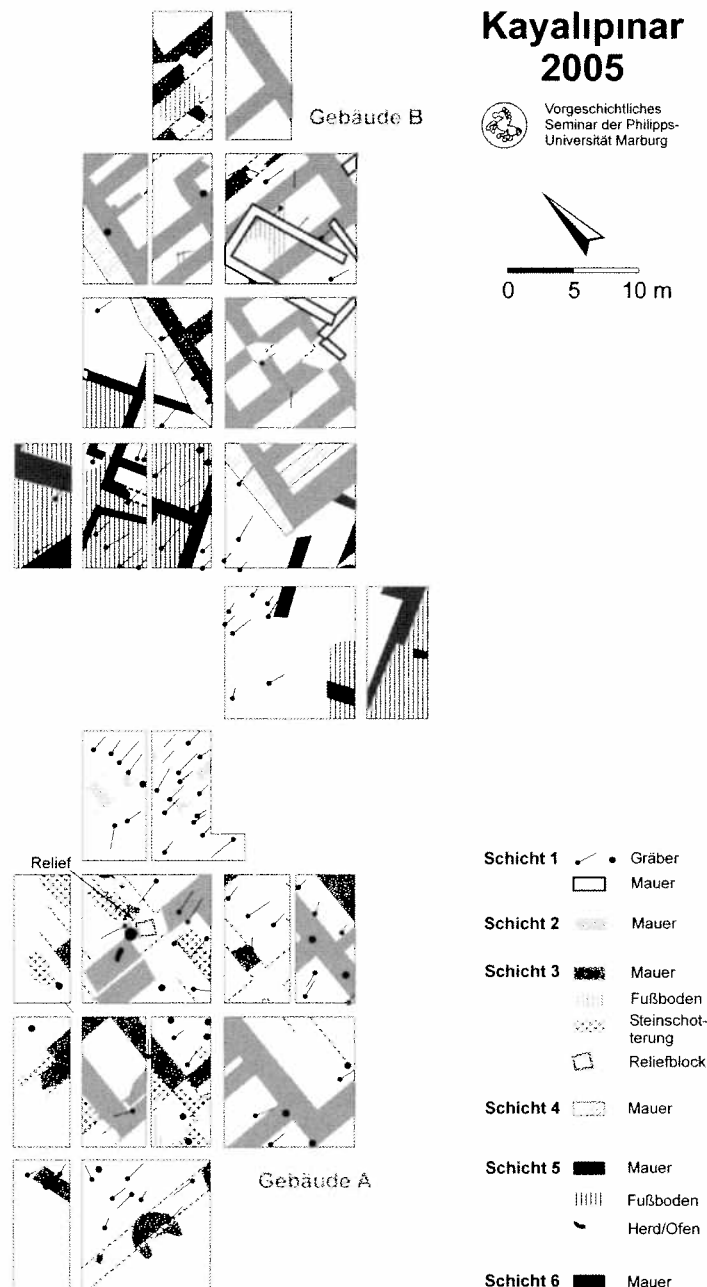 Kayalıpınar
2005
Vorgeschichtliches
Seminar der Philipps-
Universität Marburg
0 5 10 m
Gebäude B
Relief
Gebäude A
Schicht 1 Gräber
Mauer
Schicht 2 Mauer
Schicht 3 Mauer
Fußboden
Steinschot-
terung
Reliefblock
Schicht 4 Mauer
Schicht 5 Mauer
Fußboden
Herd/Ofen
Schicht 6 Mauer